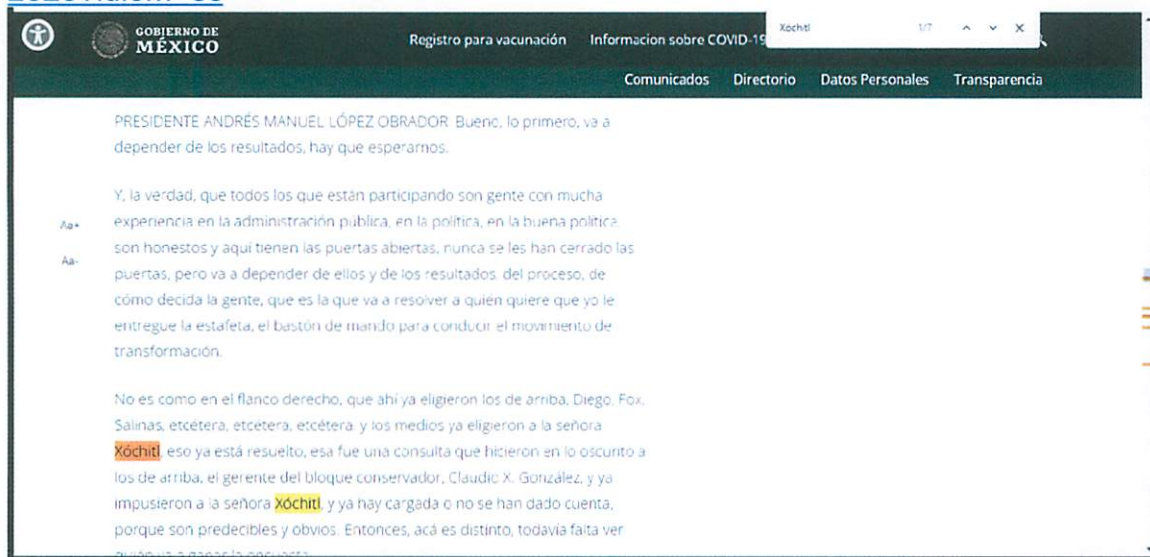 GOBIERNO DE
MÉXICO
Registro para vacunación Informacion sobre COVID-19
Xóchitl 1/7
Comunicados Directorio Datos Personales Transparencia
PRESIDENTE ANDRÉS MANUEL LÓPEZ OBRADOR: Bueno, lo primero, va a
depender de los resultados, hay que esperarnos.
Y, la verdad, que todos los que están participando son gente con mucha
Aa+
experiencia en la administración pública, en la política, en la buena política,
son honestos y aquí tienen las puertas abiertas, nunca se les han cerrado las
Aa-
puertas, pero va a depender de ellos y de los resultados, del proceso, de
cómo decida la gente, que es la que va a resolver a quién quiere que yo le
entregue la estafeta, el bastón de mando para conducir el movimiento de
transformación.
No es como en el flanco derecho, que ahí ya eligieron los de arriba, Diego, Fox,
Salinas, etcétera, etcétera, etcétera, y los medios ya eligieron a la señora
Xóchitl, eso ya está resuelto, esa fue una consulta que hicieron en lo oscurito a
los de arriba, el gerente del bloque conservador, Claudio X. González, y ya
impusieron a la señora Xóchitl, y ya hay cargada o no se han dado cuenta,
porque son predecibles y obvios. Entonces, acá es distinto, todavía falta ver